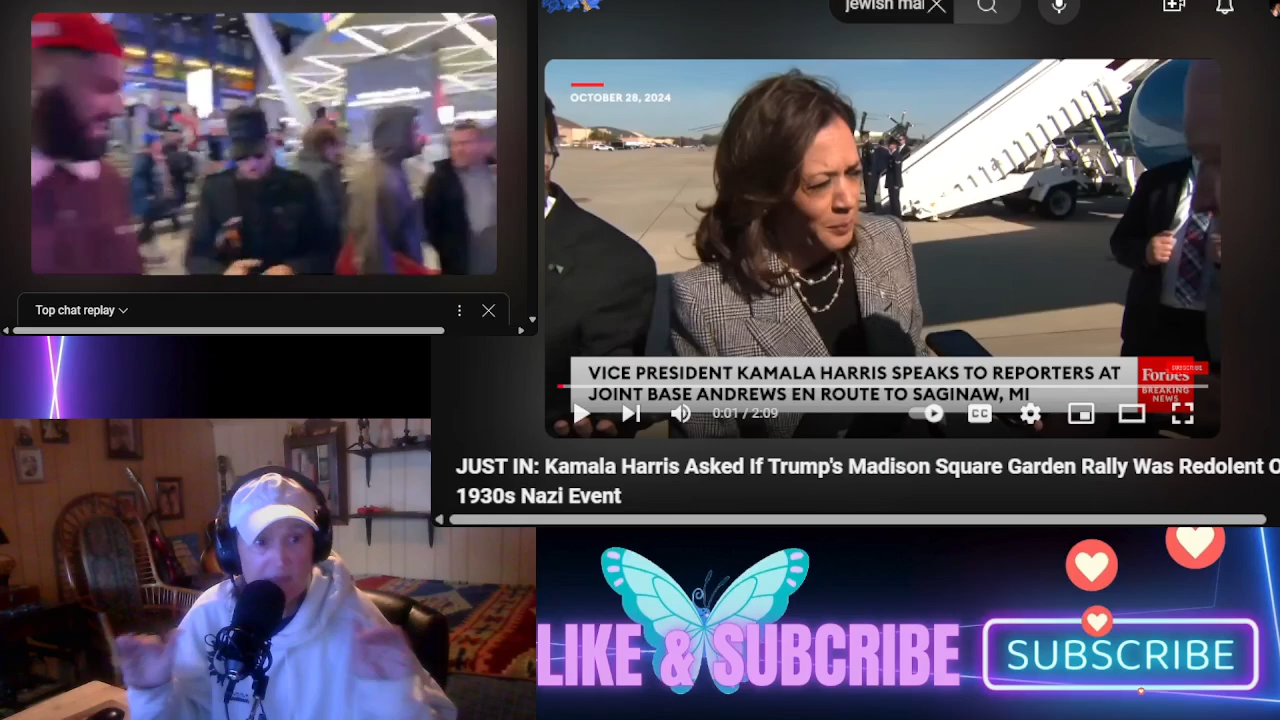 jewish mai
OCTOBER 28, 2024
VICE PRESIDENT KAMALA HARRIS SPEAKS TO REPORTERS AT
JOINT BASE ANDREWS EN ROUTE TO SAGINAW, MI
SUBSCRIBE
Forbes
BREAKING
NEWS
0:01 / 2:09
CC
Top chat replay
JUST IN: Kamala Harris Asked If Trump's Madison Square Garden Rally Was Redolent O
1930s Nazi Event
LIKE & SUBCRIBE
SUBSCRIBE